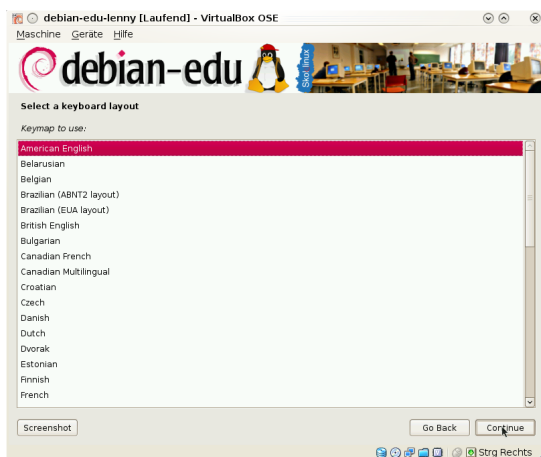 debian-edu-lenny [Laufend] - VirtualBox OSE
Maschine Geräte Hilfe
debian-edu
Skolelinux
Select a keyboard layout
Keymap to use:
American English
Belarusian
Belgian
Brazilian (ABNT2 layout)
Brazilian (EUA layout)
British English
Bulgarian
Canadian French
Canadian Multilingual
Croatian
Czech
Danish
Dutch
Dvorak
Estonian
Finnish
French
Screenshot
Go Back
Continue
Strg Rechts